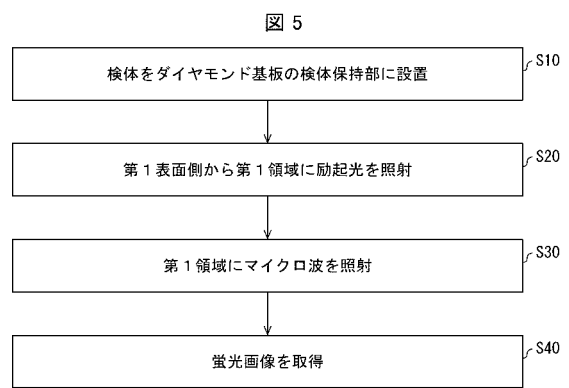 図 5
検体をダイヤモンド基板の検体保持部に設置
S10
第1表面側から第1領域に励起光を照射
S20
第1領域にマイクロ波を照射
S30
蛍光画像を取得
S40